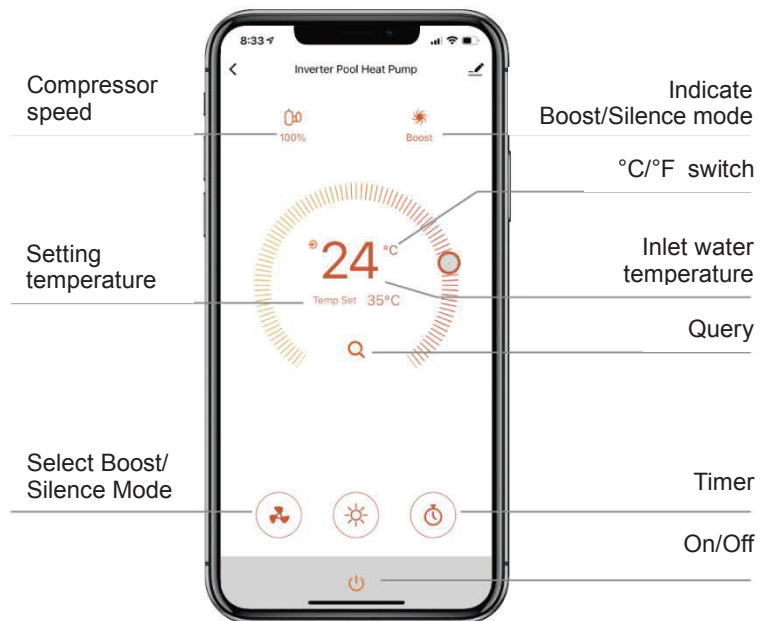 8:33
Inverter Pool Heat Pump
Compressor
speed
100%
Boost
Indicate
Boost/Silence mode
°C/°F switch
24 °C
Setting
temperature
Temp Set 35°C
Inlet water
temperature
Query
Select Boost/
Silence Mode
Timer
On/Off